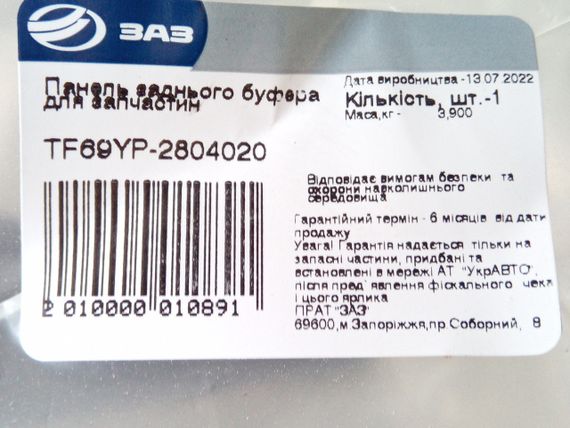 ЗАЗ
Панель заднього буфера
для запчастин
TF69YP-2804020
2 010000 010891
Дата виробництва -13.07.2022
Кількість, шт.-1
Маса,кг - 3,900
Відповідає вимогам безпеки та
охорони навколишнього
середовища
Гарантійний термін - 6 місяців від дати
продажу
Увага! Гарантія надається тільки на
запасні частини, придбані та
встановлені в мережі АТ "УкрАВТО",
після пред'явлення фіскального чека
і цього ярлика
ПРАТ "ЗАЗ"
69600,м.Запоріжжя,пр.Соборний, 8